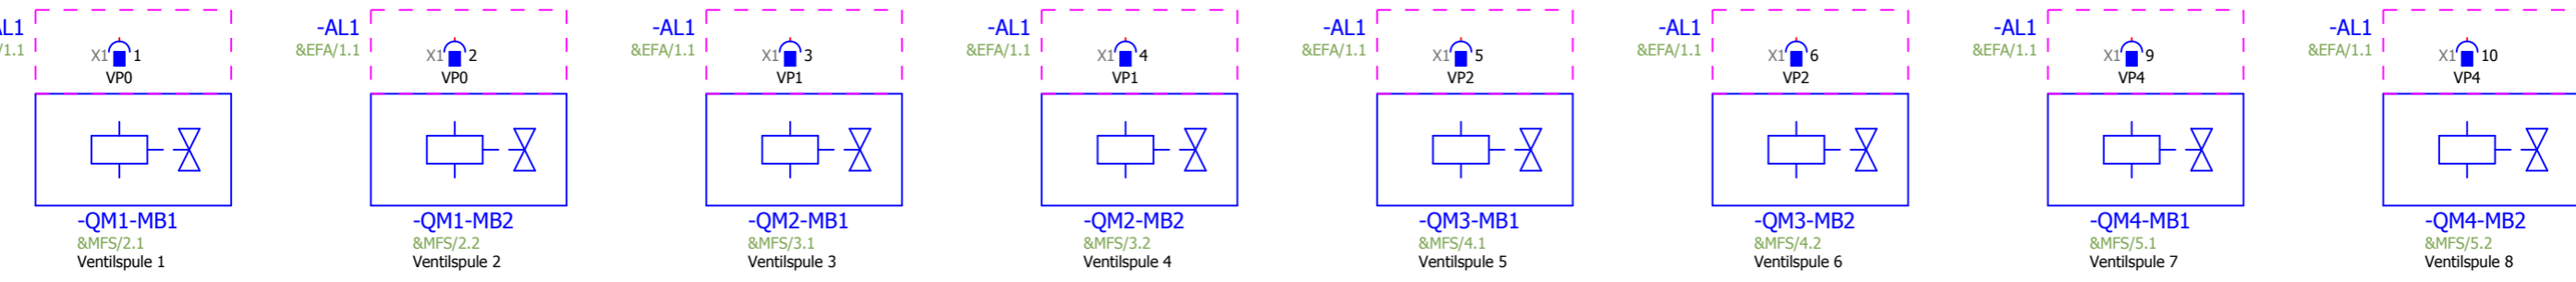 AL1 -AL1 -AL1 -AL1 -AL1 -AL1 -AL1 -AL1
/1.1 &EFA/1.1 &EFA/1.1 &EFA/1.1 &EFA/1.1 &EFA/1.1 &EFA/1.1 &EFA/1.1
X1 1 X1 2 X1 3 X1 4 X1 5 X1 6 X1 9 X1 10
VP0 VP0 VP1 VP1 VP2 VP2 VP4 VP4
-QM1-MB1 -QM1-MB2 -QM2-MB1 -QM2-MB2 -QM3-MB1 -QM3-MB2 -QM4-MB1 -QM4-MB2
&MFS/2.1 &MFS/2.2 &MFS/3.1 &MFS/3.2 &MFS/4.1 &MFS/4.2 &MFS/5.1 &MFS/5.2
Ventilspule 1 Ventilspule 2 Ventilspule 3 Ventilspule 4 Ventilspule 5 Ventilspule 6 Ventilspule 7 Ventilspule 8